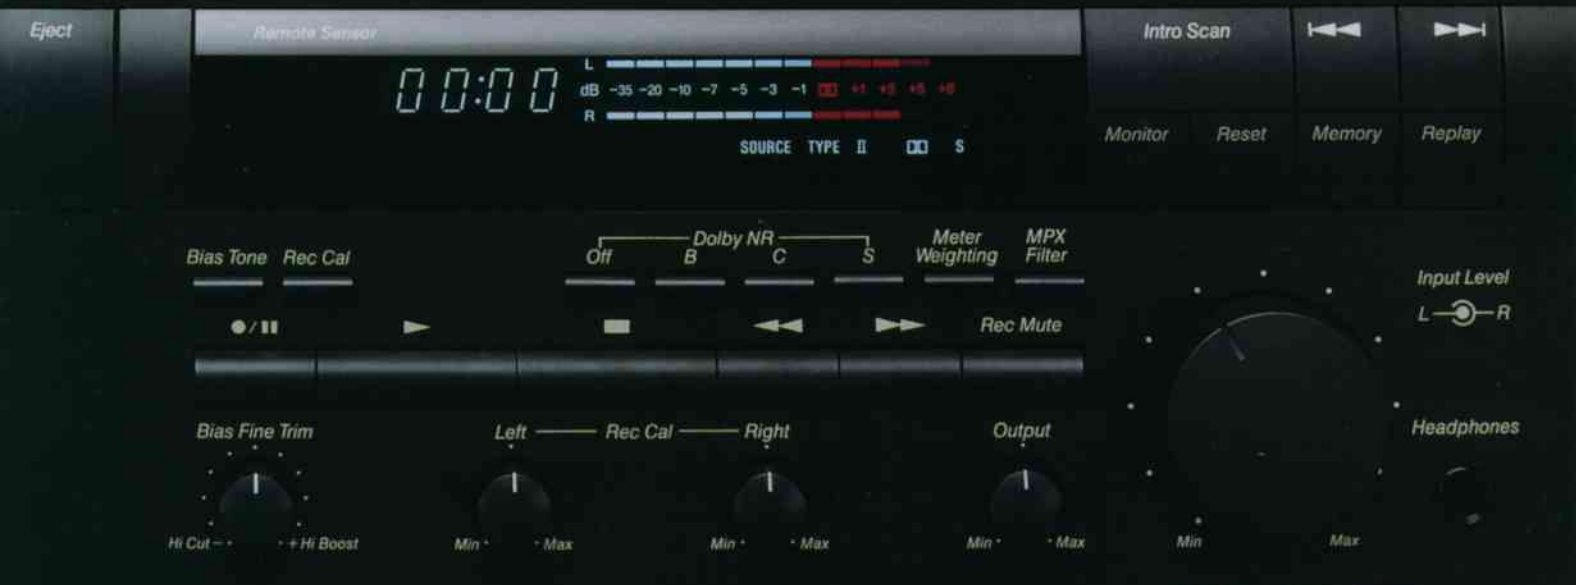 Eject
Remote Sensor
Intro Scan
00:00
L
dB -35 -20 -10 -7 -5 -3 -1 +1 +3 +5 +8
R
SOURCE TYPE II S
Monitor Reset Memory Replay
Dolby NR
Bias Tone Rec Cal Off B C S Meter Weighting MPX Filter
Input Level
L R
Rec Mute
Bias Fine Trim Left Rec Cal Right Output
Headphones
Hi Cut – + Hi Boost Min Max Min Max Min Max Min Max